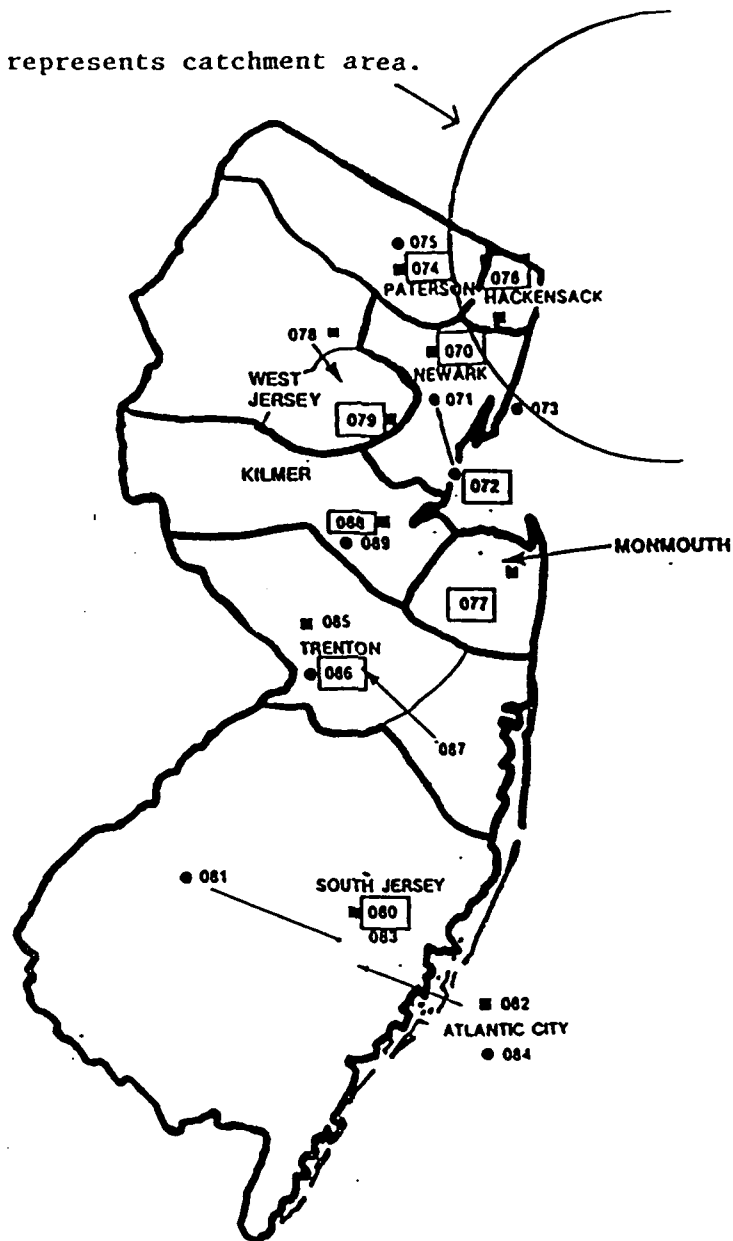 represents catchment area.
075
074
076
PATERSON
HACKENSACK
078
070
NEWARK
WEST
JERSEY
071
073
079
KILMER
072
088
089
MONMOUTH
077
085
TRENTON
086
087
081
SOUTH JERSEY
080
083
082
ATLANTIC CITY
084